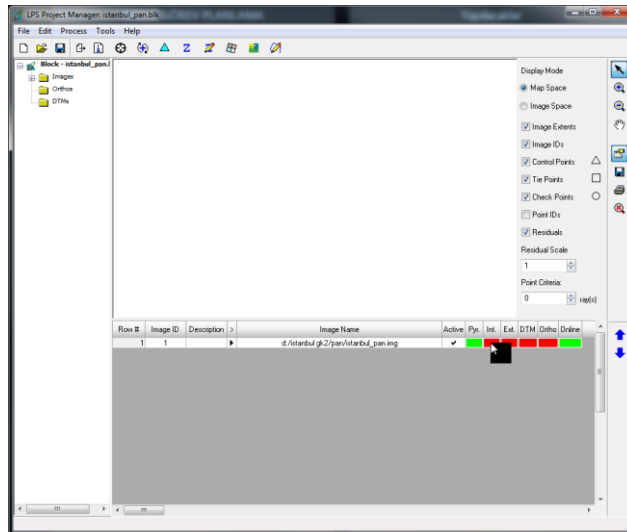 LPS Project Manager: istanbul_pan.blk
File Edit Process Tools Help
Block - istanbul_pan.l
Images
Orthos
DTMs
Display Mode
Map Space
Image Space
Image Extents
Image IDs
Control Points
Tie Points
Check Points
Point IDs
Residuals
Residual Scale
1
Point Criteria:
0 ray(s)
Row # Image ID Description > Image Name Active Pyr. Int. Ext. DTM Ortho Online
1 1 d:/istanbul gk2/pan/istanbul_pan.img